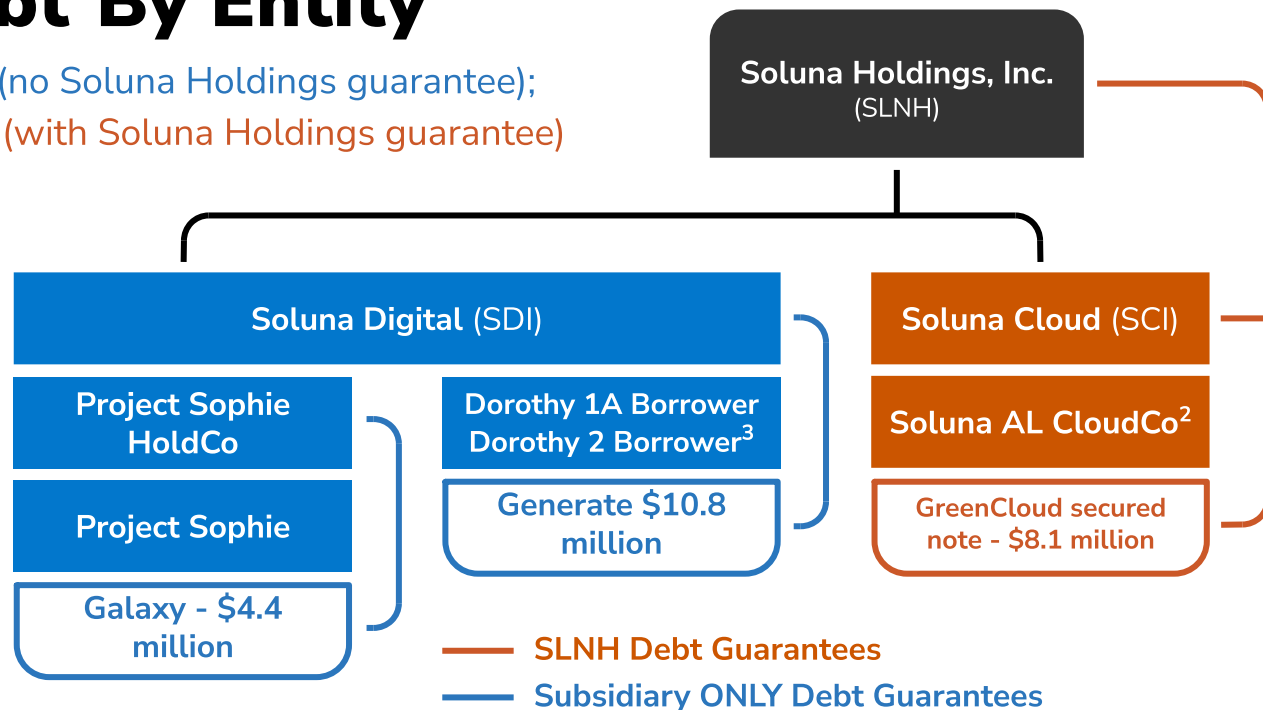 By Entity
(no Soluna Holdings guarantee);
(with Soluna Holdings guarantee)
Soluna Holdings, Inc.
(SLNH)
Soluna Digital (SDI)
Soluna Cloud (SCI)
Project Sophie
HoldCo
Dorothy 1A Borrower
Dorothy 2 Borrower3
Soluna AL CloudCo2
Project Sophie
Generate $10.8
million
GreenCloud secured
note - $8.1 million
Galaxy - $4.4
million
SLNH Debt Guarantees
Subsidiary ONLY Debt Guarantees